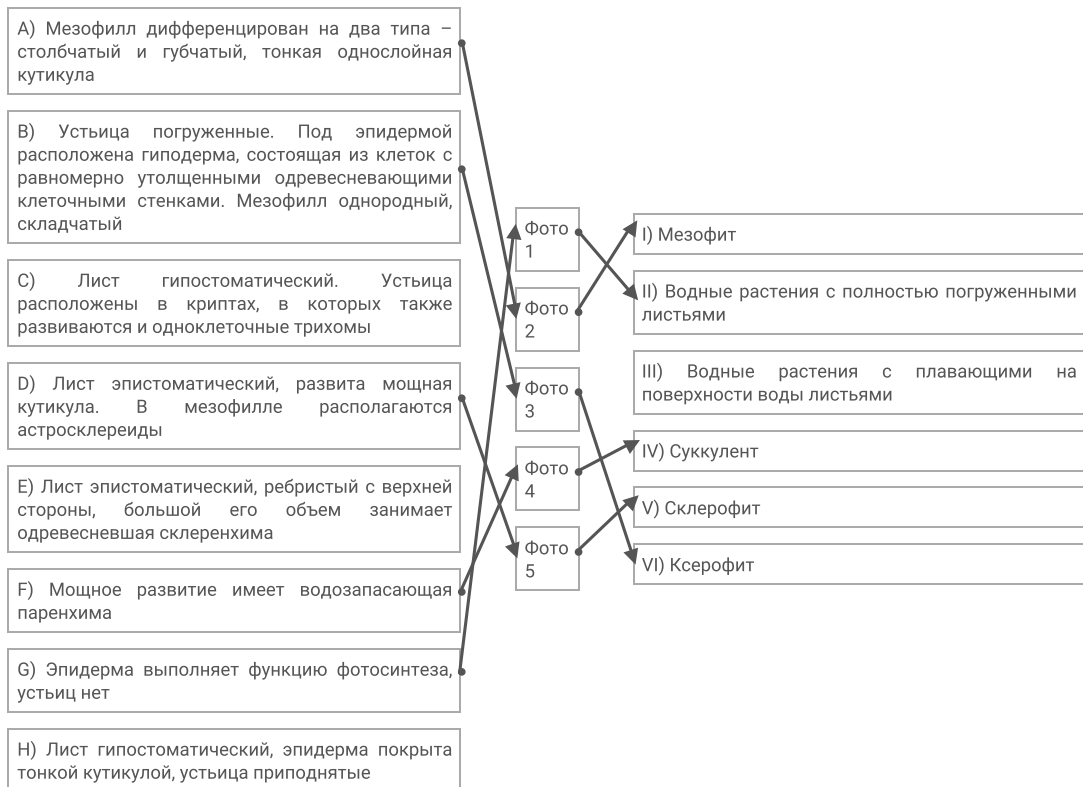 A) Мезофилл дифференцирован на два типа –
столбчатый и губчатый, тонкая однослойная
кутикула
B) Устьица погруженные. Под эпидермой
расположена гиподерма, состоящая из клеток с
равномерно утолщенными одревесневающими
клеточными стенками. Мезофилл однородный,
складчатый
C) Лист гипостоматический. Устьица
расположены в криптах, в которых также
развиваются и одноклеточные трихомы
D) Лист эпистоматический, развита мощная
кутикула. В мезофилле располагаются
астросклереиды
E) Лист эпистоматический, ребристый с верхней
стороны, большой его объем занимает
одревесневшая склеренхима
F) Мощное развитие имеет водозапасающая
паренхима
G) Эпидерма выполняет функцию фотосинтеза,
устьиц нет
H) Лист гипостоматический, эпидерма покрыта
тонкой кутикулой, устьица приподнятые
Фото
1
Фото
2
Фото
3
Фото
4
Фото
5
I) Мезофит
II) Водные растения с полностью погруженными
листьями
III) Водные растения с плавающими на
поверхности воды листьями
IV) Суккулент
V) Склерофит
VI) Ксерофит